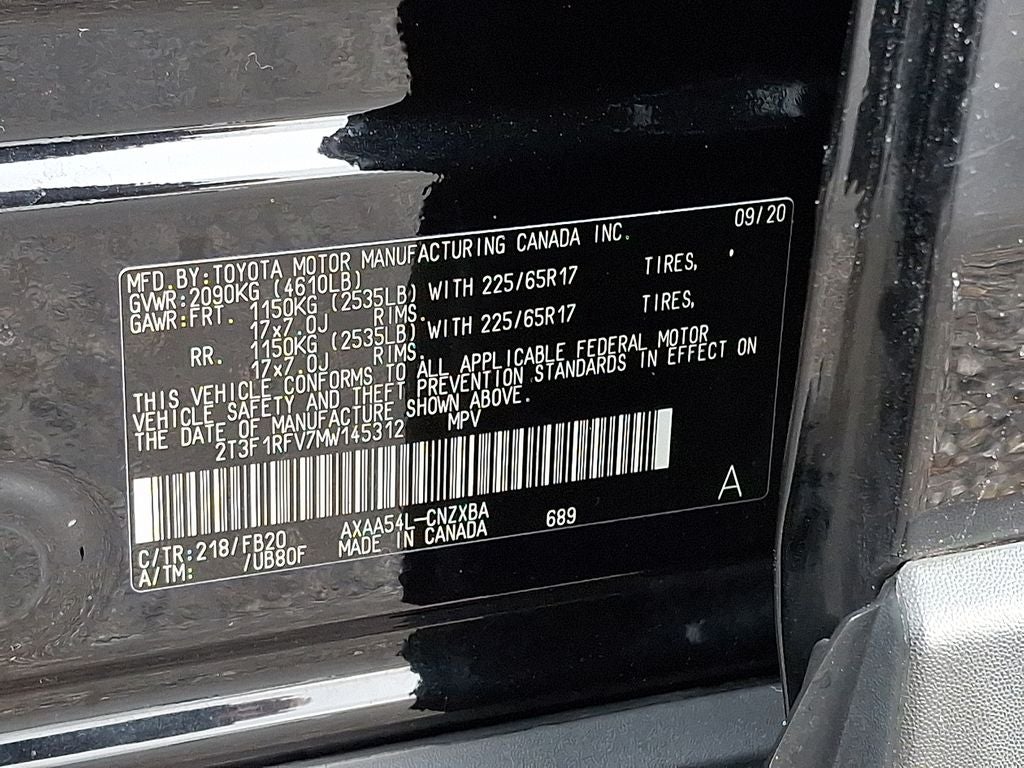 09/20
MFD.BY:TOYOTA MOTOR MANUFACTURING CANADA INC.
GVWR:2090KG (4610LB)
GAWR:FRT. 1150KG (2535LB) WITH 225/65R17 TIRES,
17x7.0J RIMS.
RR. 1150KG (2535LB) WITH 225/65R17 TIRES,
17x7.0J RIMS.
THIS VEHICLE CONFORMS TO ALL APPLICABLE FEDERAL MOTOR
VEHICLE SAFETY AND THEFT PREVENTION STANDARDS IN EFFECT ON
THE DATE OF MANUFACTURE SHOWN ABOVE.
2T3F1RFV7MW145312 MPV
A
C/TR:218/FB20 AXAA54L-CNZXBA 689
A/TM: /UB80F MADE IN CANADA